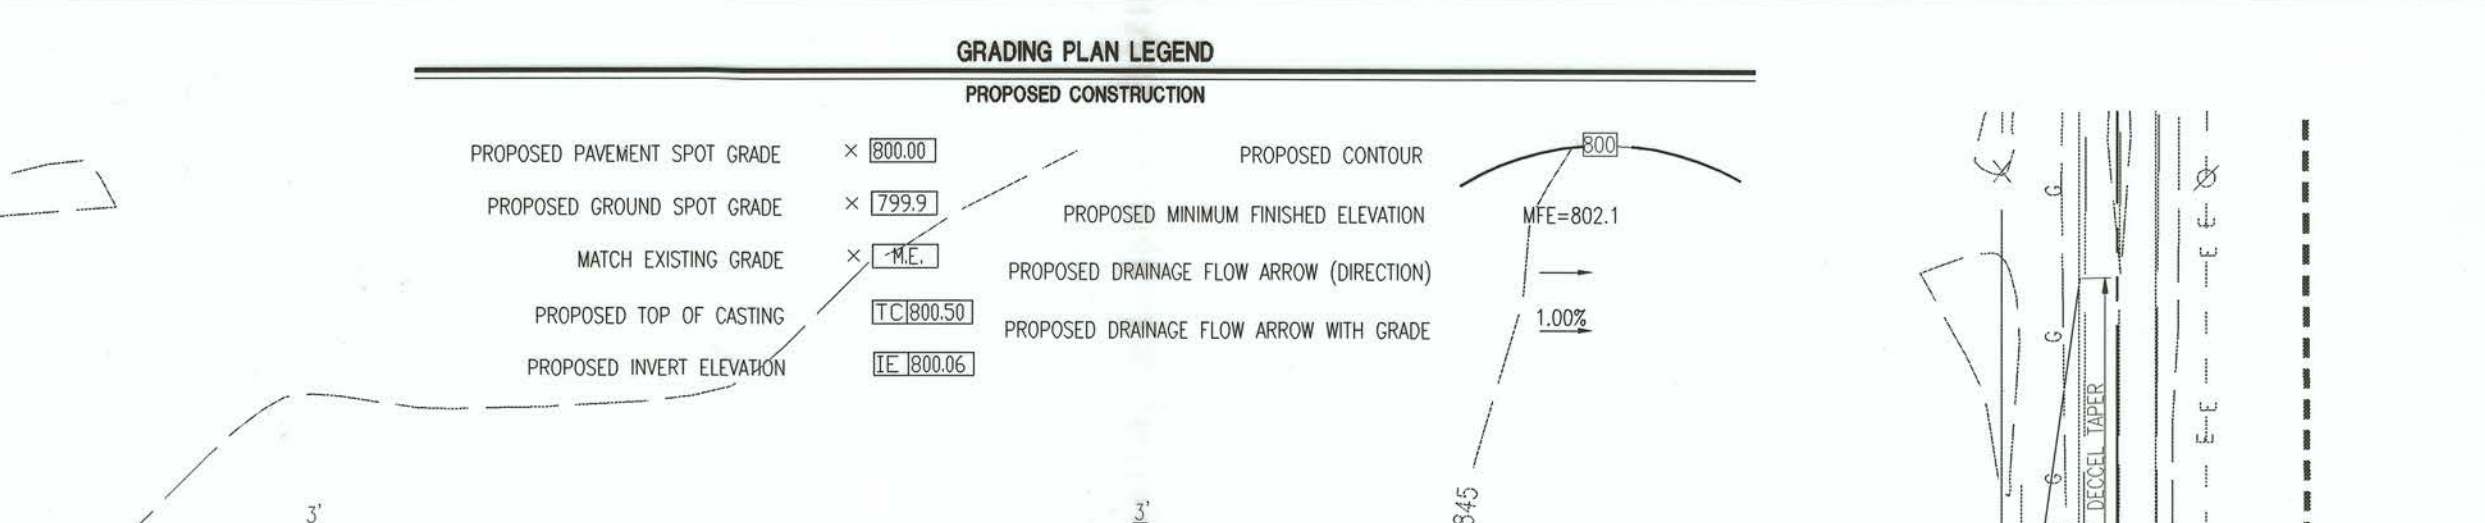 GRADING PLAN LEGEND
PROPOSED CONSTRUCTION
PROPOSED PAVEMENT SPOT GRADE × 800.00
PROPOSED GROUND SPOT GRADE × 799.9
MATCH EXISTING GRADE × M.E.
PROPOSED TOP OF CASTING TC 800.50
PROPOSED INVERT ELEVATION IE 800.06
PROPOSED CONTOUR 800
PROPOSED MINIMUM FINISHED ELEVATION MFE=802.1
PROPOSED DRAINAGE FLOW ARROW (DIRECTION)
PROPOSED DRAINAGE FLOW ARROW WITH GRADE 1.00%
3'
3'
845
G
G
G
DECCEL TAPER
E
E
E
E